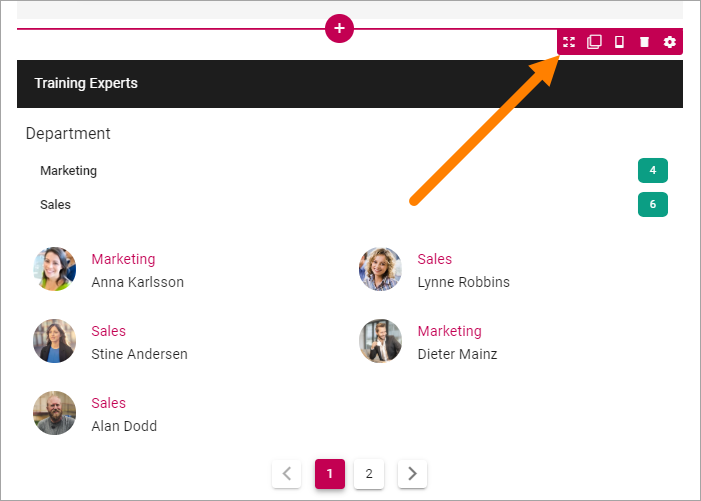 Training Experts
Department
Marketing 4
Sales 6
Marketing
Anna Karlsson
Sales
Lynne Robbins
Sales
Stine Andersen
Marketing
Dieter Mainz
Sales
Alan Dodd
1 2